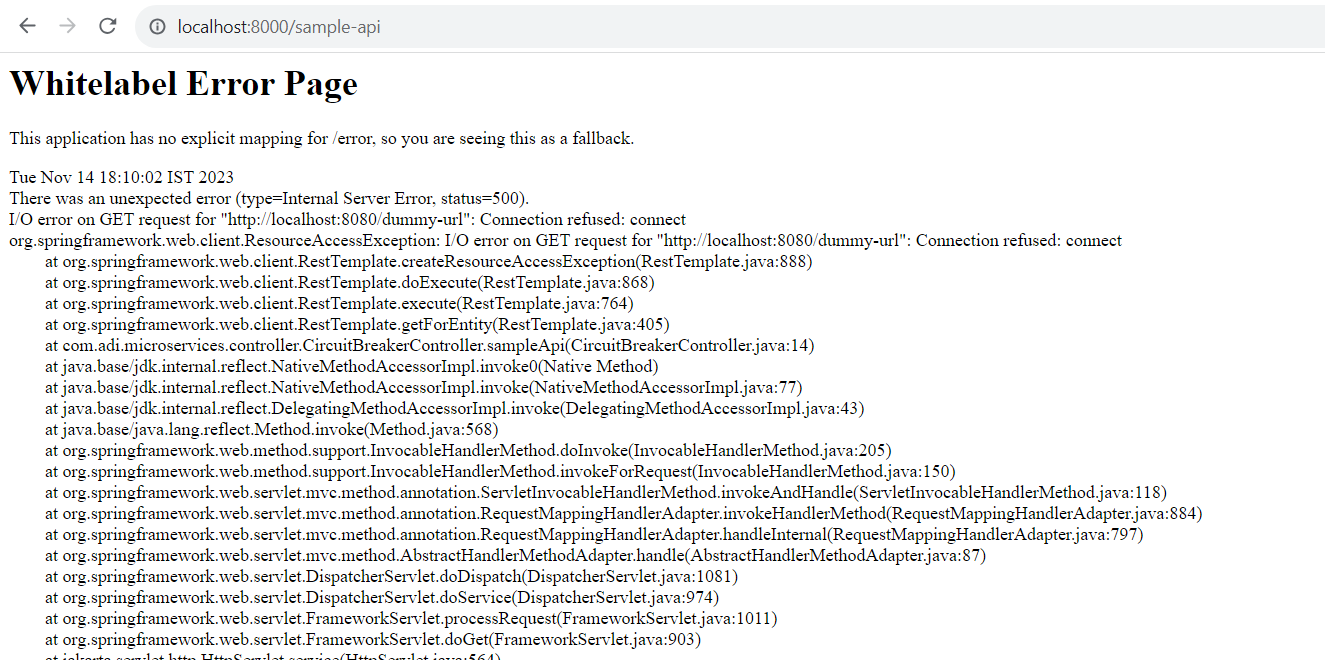 localhost:8000/sample-api
Whitelabel Error Page
This application has no explicit mapping for /error, so you are seeing this as a fallback.
Tue Nov 14 18:10:02 IST 2023
There was an unexpected error (type=Internal Server Error, status=500).
I/O error on GET request for "http://localhost:8080/dummy-url": Connection refused: connect
org.springframework.web.client.ResourceAccessException: I/O error on GET request for "http://localhost:8080/dummy-url": Connection refused: connect
at org.springframework.web.client.RestTemplate.createResourceAccessException(RestTemplate.java:888)
at org.springframework.web.client.RestTemplate.doExecute(RestTemplate.java:868)
at org.springframework.web.client.RestTemplate.execute(RestTemplate.java:764)
at org.springframework.web.client.RestTemplate.getForEntity(RestTemplate.java:405)
at com.adi.microservices.controller.CircuitBreakerController.sampleApi(CircuitBreakerController.java:14)
at java.base/jdk.internal.reflect.NativeMethodAccessorImpl.invoke0(Native Method)
at java.base/jdk.internal.reflect.NativeMethodAccessorImpl.invoke(NativeMethodAccessorImpl.java:77)
at java.base/jdk.internal.reflect.DelegatingMethodAccessorImpl.invoke(DelegatingMethodAccessorImpl.java:43)
at java.base/java.lang.reflect.Method.invoke(Method.java:568)
at org.springframework.web.method.support.InvocableHandlerMethod.doInvoke(InvocableHandlerMethod.java:205)
at org.springframework.web.method.support.InvocableHandlerMethod.invokeForRequest(InvocableHandlerMethod.java:150)
at org.springframework.web.servlet.mvc.method.annotation.ServletInvocableHandlerMethod.invokeAndHandle(ServletInvocableHandlerMethod.java:118)
at org.springframework.web.servlet.mvc.method.annotation.RequestMappingHandlerAdapter.invokeHandlerMethod(RequestMappingHandlerAdapter.java:884)
at org.springframework.web.servlet.mvc.method.annotation.RequestMappingHandlerAdapter.handleInternal(RequestMappingHandlerAdapter.java:797)
at org.springframework.web.servlet.mvc.method.AbstractHandlerMethodAdapter.handle(AbstractHandlerMethodAdapter.java:87)
at org.springframework.web.servlet.DispatcherServlet.doDispatch(DispatcherServlet.java:1081)
at org.springframework.web.servlet.DispatcherServlet.doService(DispatcherServlet.java:974)
at org.springframework.web.servlet.FrameworkServlet.processRequest(FrameworkServlet.java:1011)
at org.springframework.web.servlet.FrameworkServlet.doGet(FrameworkServlet.java:903)
at jakarta.servlet.http.HttpServlet.service(HttpServlet.java:564)